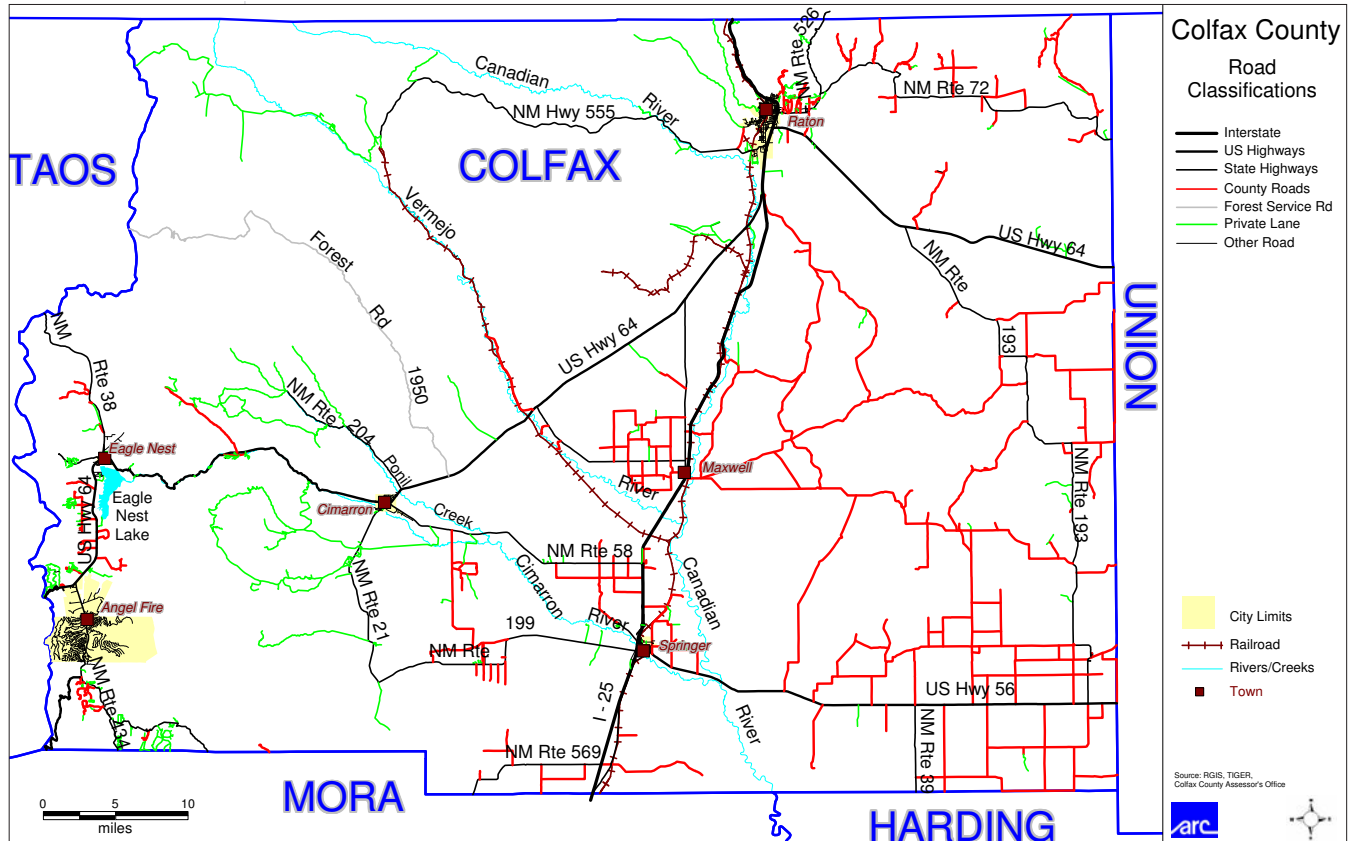 Colfax County
Road
Classifications
Interstate
US Highways
State Highways
County Roads
Forest Service Rd
Private Lane
Other Road
City Limits
Railroad
Rivers/Creeks
Town
Source: RGIS, TIGER,
Colfax County Assessor's Office
arc
TAOS
COLFAX
UNION
MORA
HARDING
Canadian
River
NM Hwy 555
NM Rte 526
NM Rte 72
Raton
Vermejo
River
Forest
Rd
1950
US Hwy 64
US Hwy 64
NM Rte
193
NM Rte 193
NM
Rte 38
Eagle Nest
Eagle
Nest
Lake
US Hwy 64
NM Rte
204
Ponil
Creek
Cimarron
Maxwell
NM Rte 58
Cimarron
River
Canadian
River
NM Rte 21
Angel Fire
NM Rte 434
NM Rte
199
Springer
US Hwy 56
I - 25
NM Rte 569
NM Rte 39
0 5 10
miles